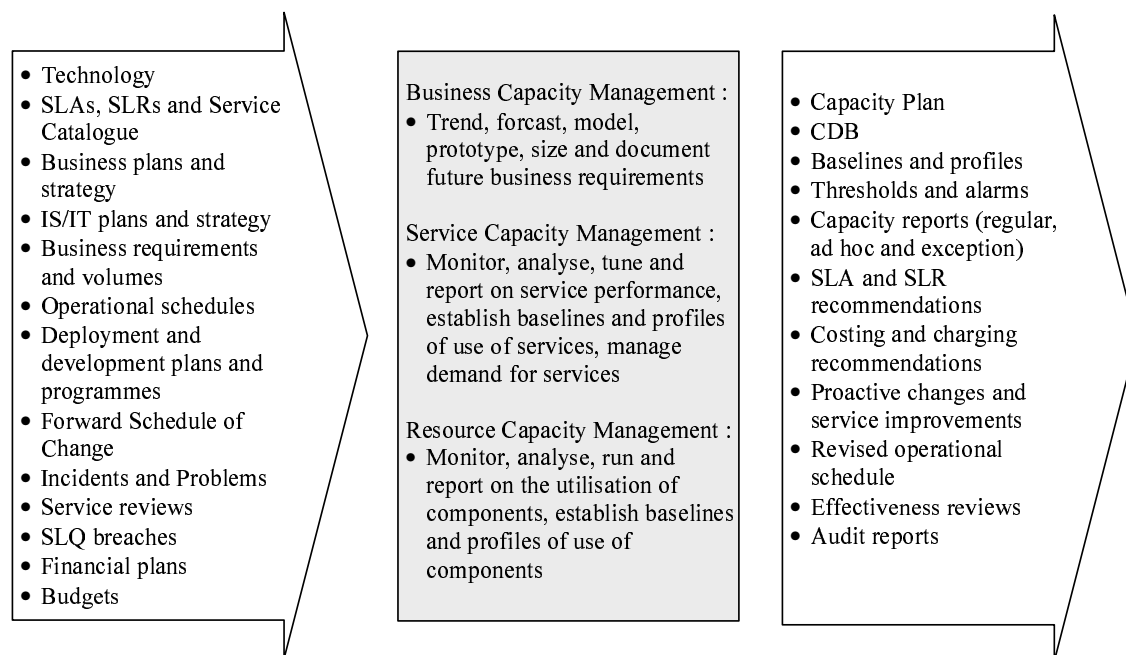 • Technology
• SLAs, SLRs and Service
Catalogue
• Business plans and
strategy
• IS/IT plans and strategy
• Business requirements
and volumes
• Operational schedules
• Deployment and
development plans and
programmes
• Forward Schedule of
Change
• Incidents and Problems
• Service reviews
• SLQ breaches
• Financial plans
• Budgets
Business Capacity Management :
• Trend, forcast, model,
prototype, size and document
future business requirements
Service Capacity Management :
• Monitor, analyse, tune and
report on service performance,
establish baselines and profiles
of use of services, manage
demand for services
Resource Capacity Management :
• Monitor, analyse, run and
report on the utilisation of
components, establish baselines
and profiles of use of
components
• Capacity Plan
• CDB
• Baselines and profiles
• Thresholds and alarms
• Capacity reports (regular,
ad hoc and exception)
• SLA and SLR
recommendations
• Costing and charging
recommendations
• Proactive changes and
service improvements
• Revised operational
schedule
• Effectiveness reviews
• Audit reports